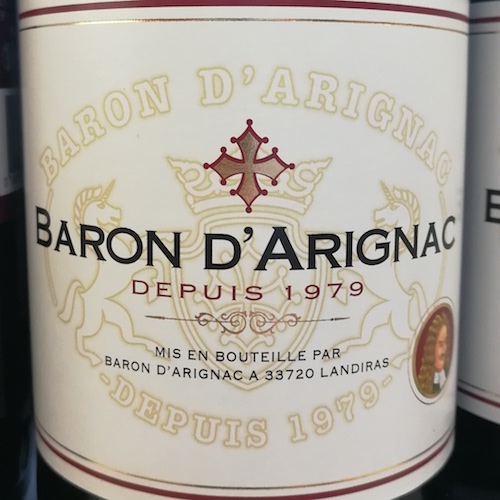 BARON D'ARIGNAC
BARON D'ARIGNAC
DEPUIS 1979
MIS EN BOUTEILLE PAR
BARON D'ARIGNAC A 33720 LANDIRAS
-DEPUIS 1979-